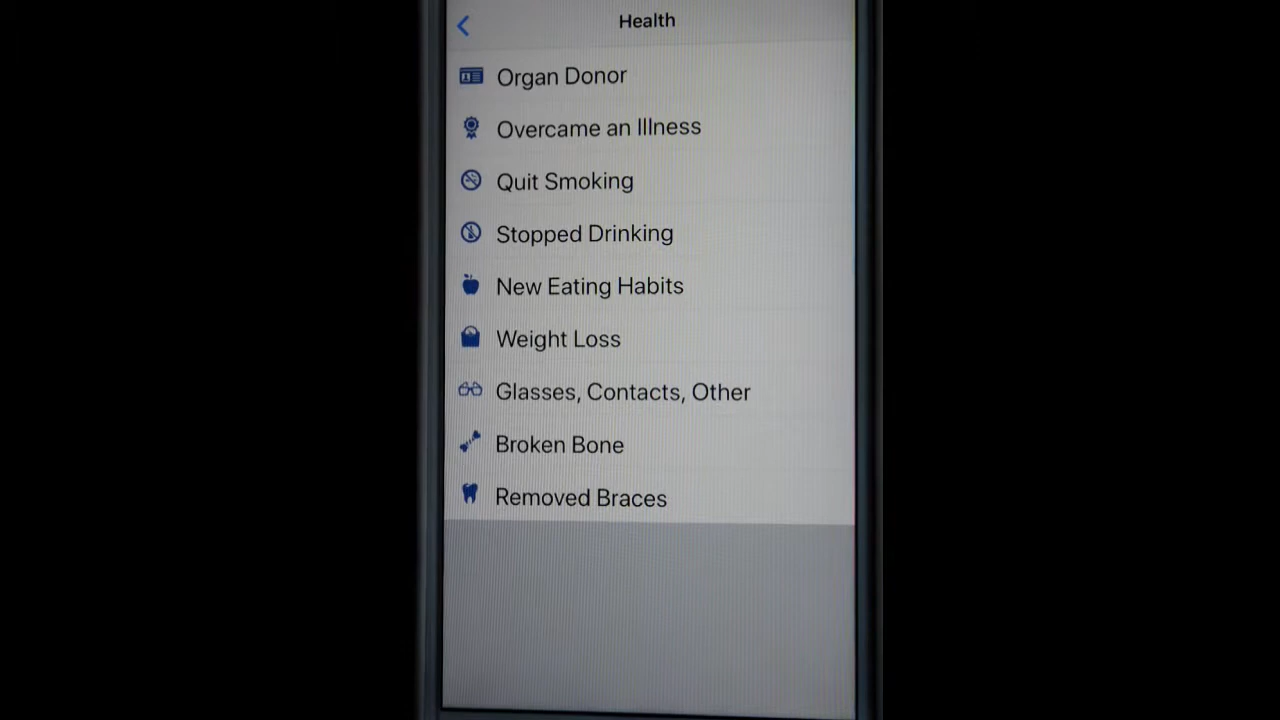 Health
Organ Donor
Overcame an Illness
Quit Smoking
Stopped Drinking
New Eating Habits
Weight Loss
Glasses, Contacts, Other
Broken Bone
Removed Braces